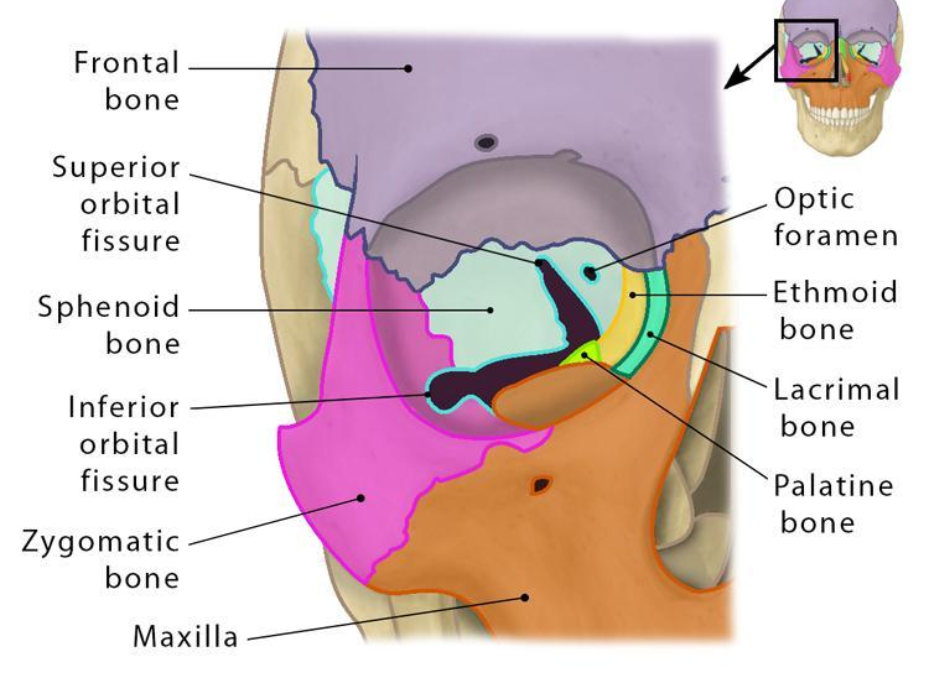 Frontal
bone
Superior
orbital
fissure
Sphenoid
bone
Inferior
orbital
fissure
Zygomatic
bone
Maxilla
Optic
foramen
Ethmoid
bone
Lacrimal
bone
Palatine
bone